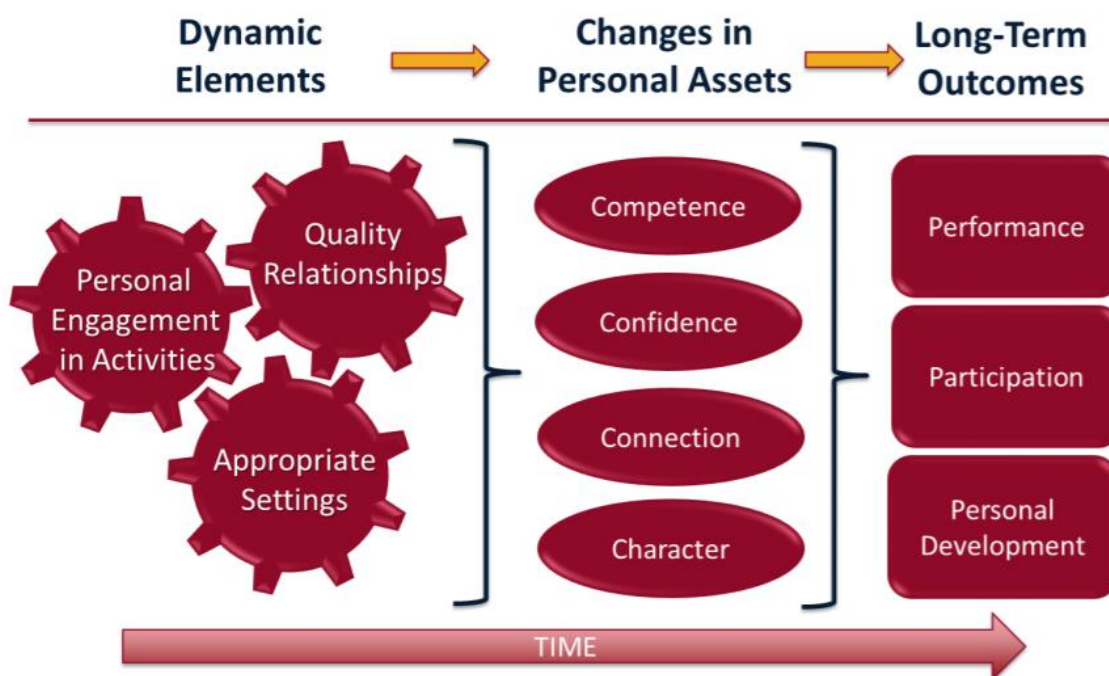 Dynamic
Elements
Changes in
Personal Assets
Long-Term
Outcomes
Personal
Engagement
in Activities
Quality
Relationships
Appropriate
Settings
Competence
Confidence
Connection
Character
Performance
Participation
Personal
Development
TIME